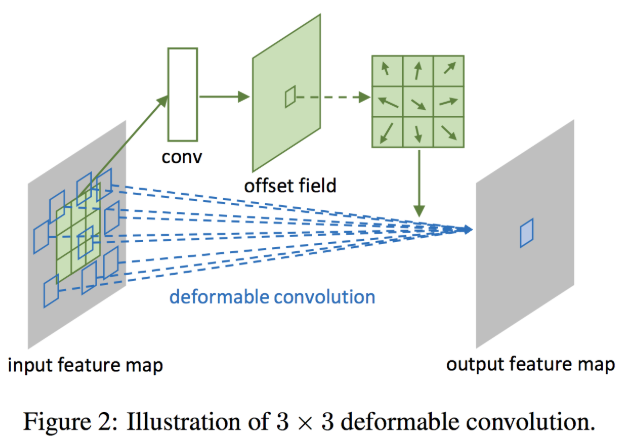 conv
offset field
deformable convolution
input feature map
output feature map
Figure 2: Illustration of 3 × 3 deformable convolution.